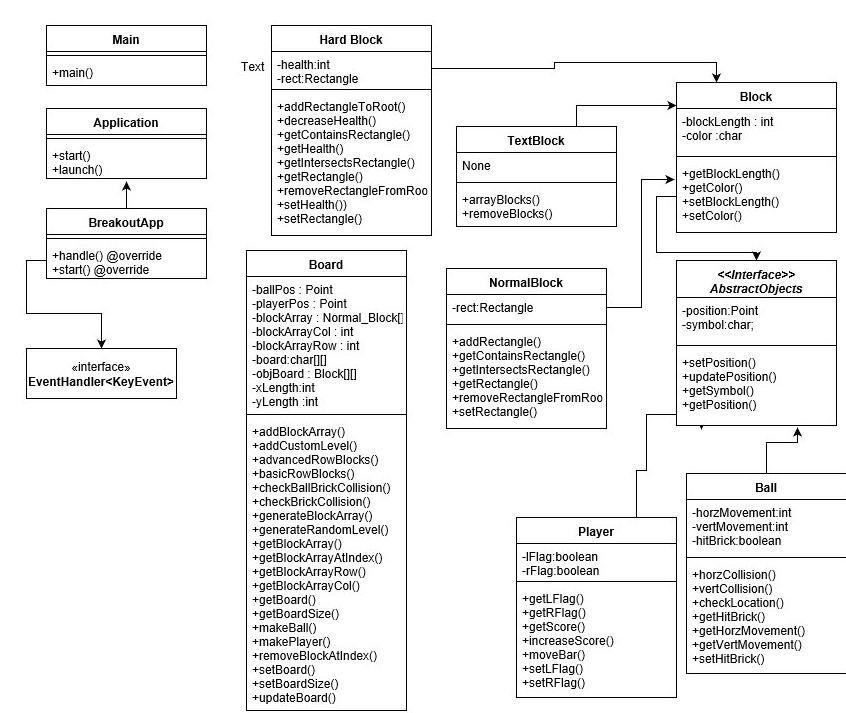 Main
+main()
Application
+start()
+launch()
BreakoutApp
+handle() @override
+start() @override
«interface»
EventHandler<KeyEvent>
Text
Hard Block
-health:int
-rect:Rectangle
+addRectangleToRoot()
+decreaseHealth()
+getContainsRectangle()
+getHealth()
+getIntersectsRectangle()
+getRectangle()
+removeRectangleFromRoo
+setHealth())
+setRectangle()
Board
-ballPos : Point
-playerPos : Point
-blockArray : Normal_Block[]
-blockArrayCol : int
-blockArrayRow : int
-board:char[][]
-objBoard : Block[][]
-xLength:int
-yLength :int
+addBlockArray()
+addCustomLevel()
+advancedRowBlocks()
+basicRowBlocks()
+checkBallBrickCollision()
+checkBrickCollision()
+generateBlockArray()
+generateRandomLevel()
+getBlockArray()
+getBlockArrayAtIndex()
+getBlockArrayRow()
+getBlockArrayCol()
+getBoard()
+getBoardSize()
+makeBall()
+makePlayer()
+removeBlockAtIndex()
+setBoard()
+setBoardSize()
+updateBoard()
TextBlock
None
+arrayBlocks()
+removeBlocks()
NormalBlock
-rect:Rectangle
+addRectangle()
+getContainsRectangle()
+getIntersectsRectangle()
+getRectangle()
+removeRectangleFromRoo
+setRectangle()
Block
-blockLength : int
-color :char
+getBlockLength()
+getColor()
+setBlockLength()
+setColor()
<<Interface>>
AbstractObjects
-position:Point
-symbol:char;
+setPosition()
+updatePosition()
+getSymbol()
+getPosition()
Player
-lFlag:boolean
-rFlag:boolean
+getLFlag()
+getRFlag()
+getScore()
+increaseScore()
+moveBar()
+setLFlag()
+setRFlag()
Ball
-horzMovement:int
-vertMovement:int
-hitBrick:boolean
+horzCollision()
+vertCollision()
+checkLocation()
+getHitBrick()
+getHorzMovement()
+getVertMovement()
+setHitBrick()